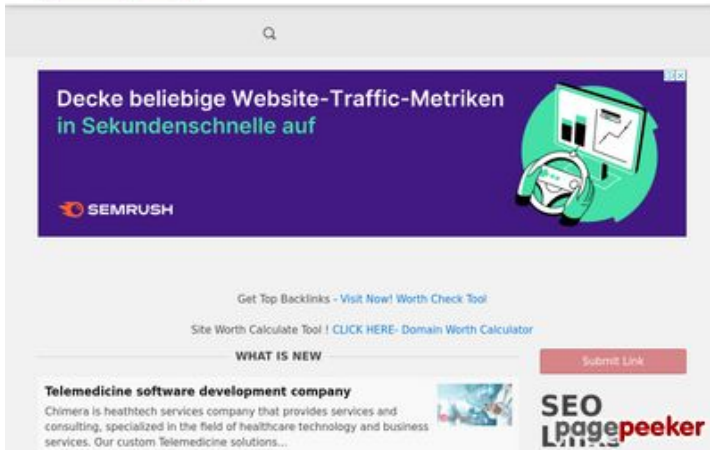 Decke beliebige Website-Traffic-Metriken
in Sekundenschnelle auf
SEMRUSH
Get Top Backlinks - Visit Now! Worth Check Tool
Site Worth Calculate Tool ! CLICK HERE- Domain Worth Calculator
WHAT IS NEW
Submit Link
Telemedicine software development company
Chimera is heathtech services company that provides services and
consulting, specialized in the field of healthcare technology and business
services. Our custom Telemedicine solutions...
SEO
Links
pagepeeker